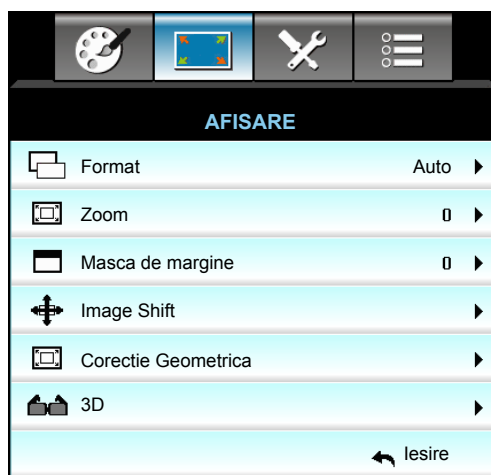 AFISARE
Format Auto
Zoom 0
Masca de margine 0
Image Shift
Corectie Geometrica
3D
Iesire